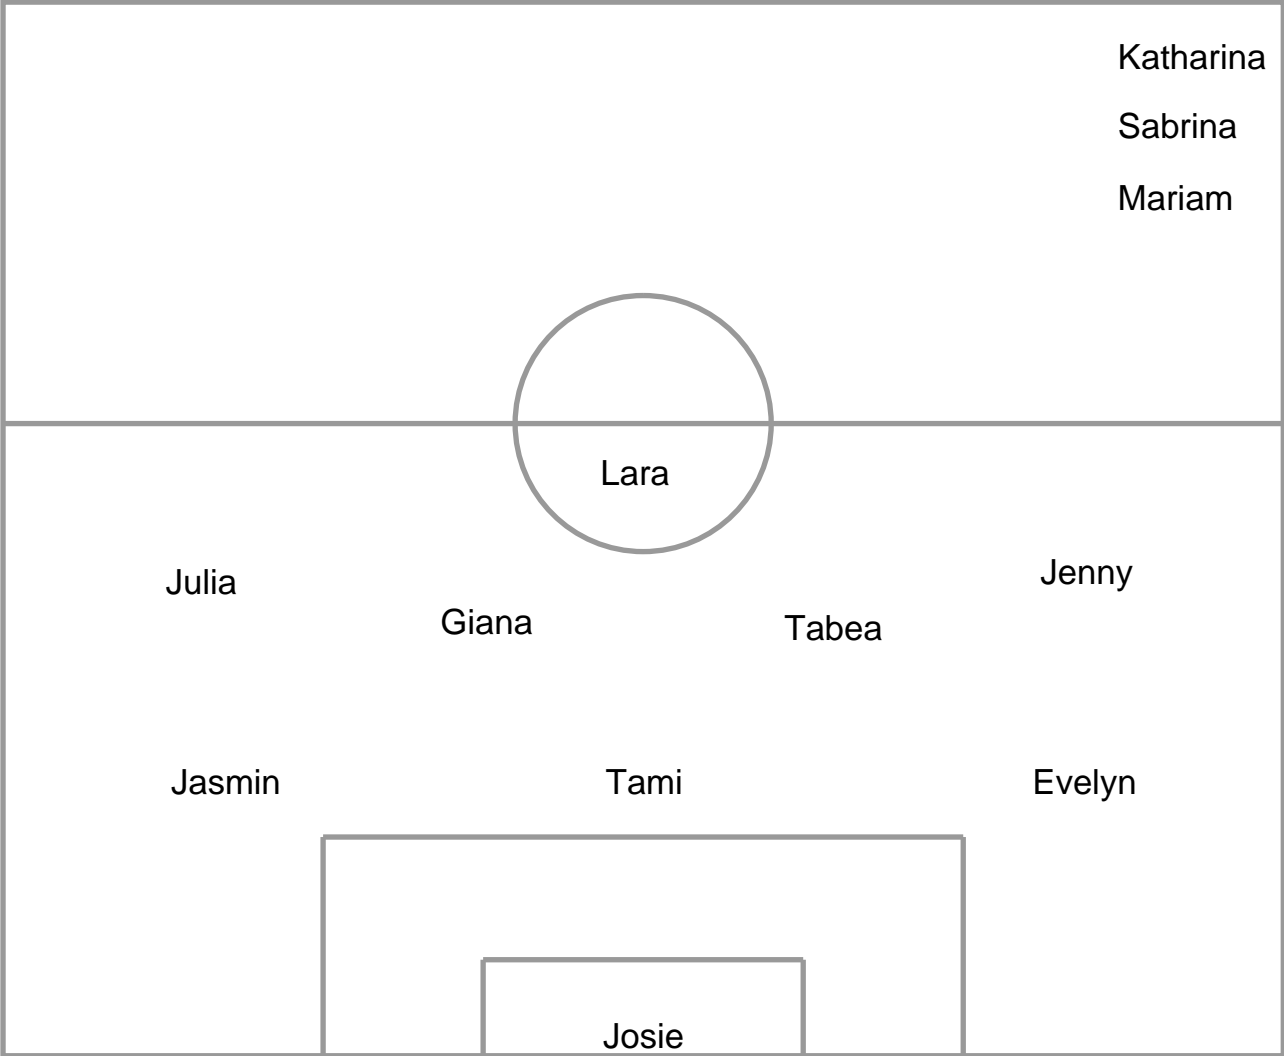 Katharina
Sabrina
Mariam
Lara
Julia
Jenny
Giana
Tabea
Jasmin
Tami
Evelyn
Josie